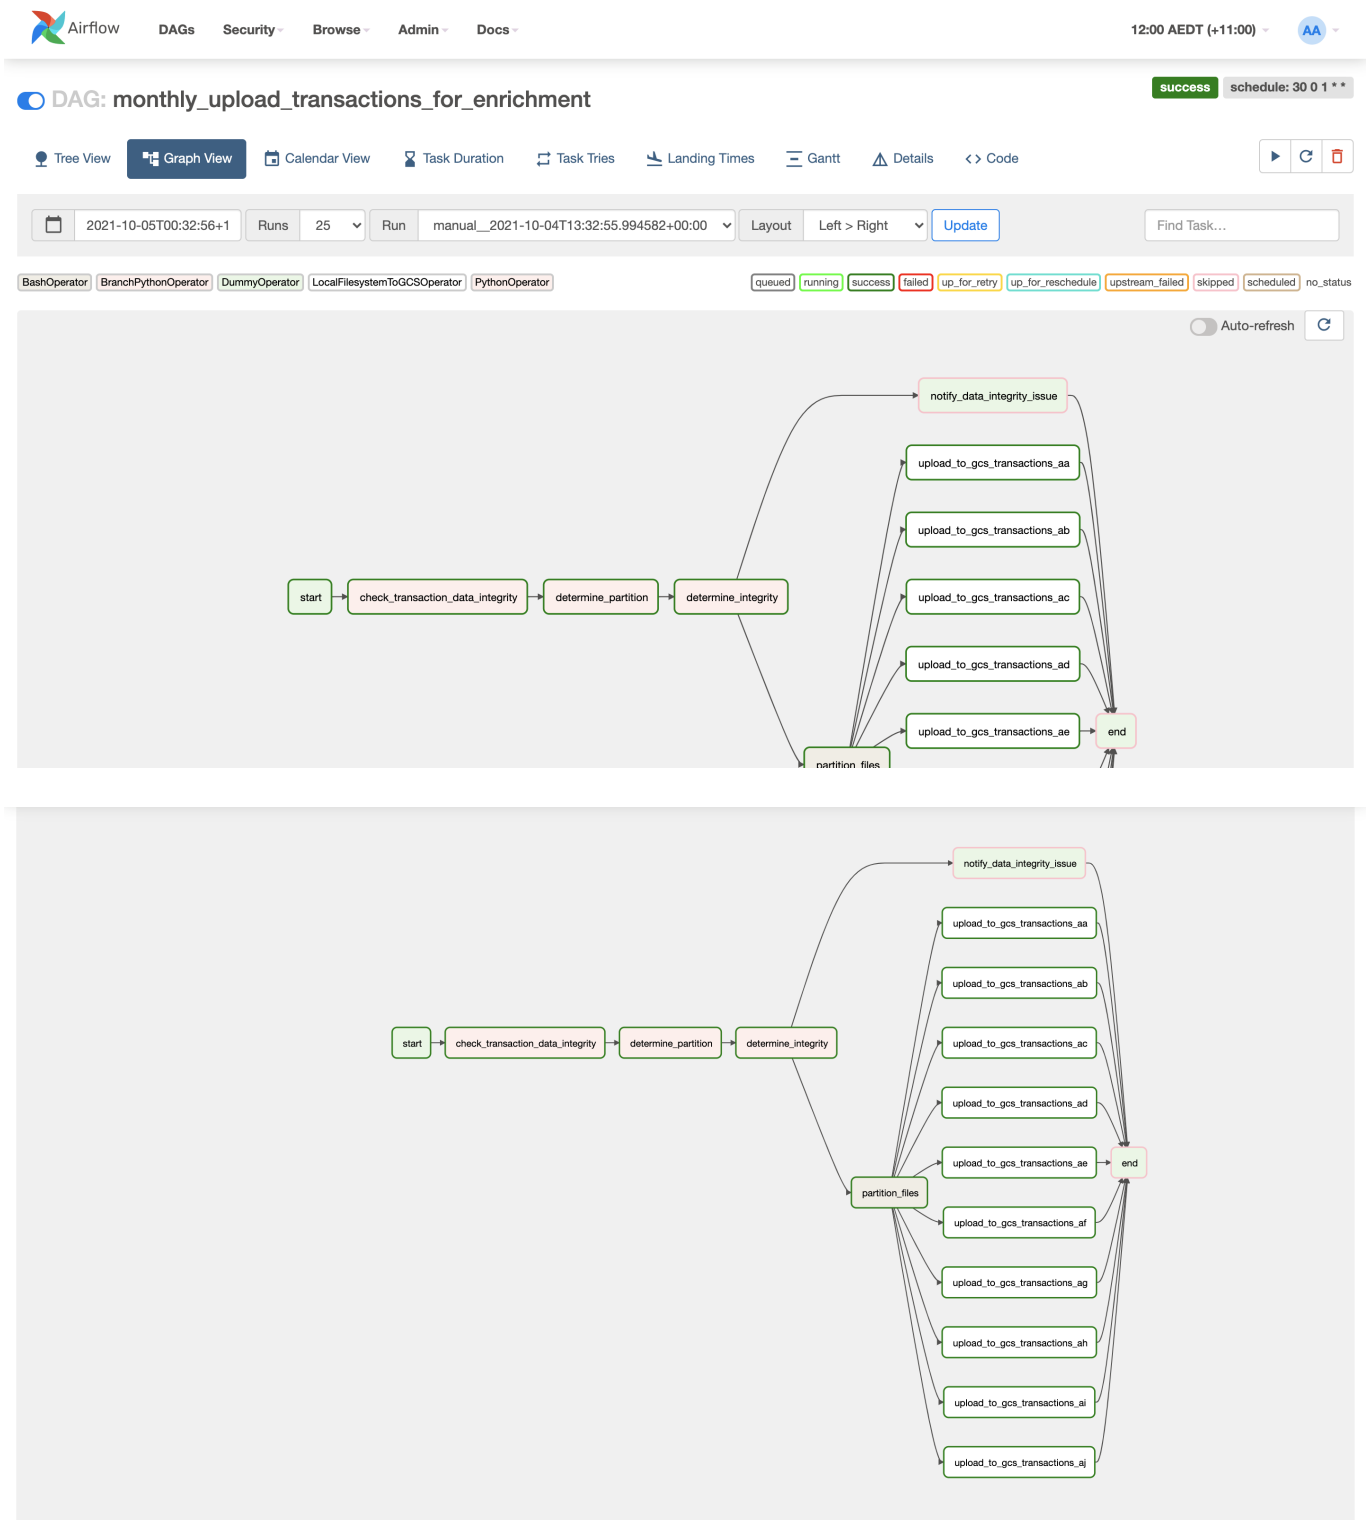 Airflow DAGs Security Browse Admin Docs 12:00 AEDT (+11:00) AA
DAG: monthly_upload_transactions_for_enrichment success schedule: 30 0 1 * *
Tree View Graph View Calendar View Task Duration Task Tries Landing Times Gantt Details Code
2021-10-05T00:32:56+1 Runs 25 Run manual__2021-10-04T13:32:55.994582+00:00 Layout Left > Right Update Find Task...
BashOperator BranchPythonOperator DummyOperator LocalFilesystemToGCSOperator PythonOperator queued running success failed up_for_retry up_for_reschedule upstream_failed skipped scheduled no_status
Auto-refresh
notify_data_integrity_issue
upload_to_gcs_transactions_aa
upload_to_gcs_transactions_ab
start check_transaction_data_integrity determine_partition determine_integrity upload_to_gcs_transactions_ac
upload_to_gcs_transactions_ad
upload_to_gcs_transactions_ae end
partition_files
notify_data_integrity_issue
upload_to_gcs_transactions_aa
upload_to_gcs_transactions_ab
start check_transaction_data_integrity determine_partition determine_integrity upload_to_gcs_transactions_ac
upload_to_gcs_transactions_ad
upload_to_gcs_transactions_ae end
partition_files
upload_to_gcs_transactions_af
upload_to_gcs_transactions_ag
upload_to_gcs_transactions_ah
upload_to_gcs_transactions_ai
upload_to_gcs_transactions_aj